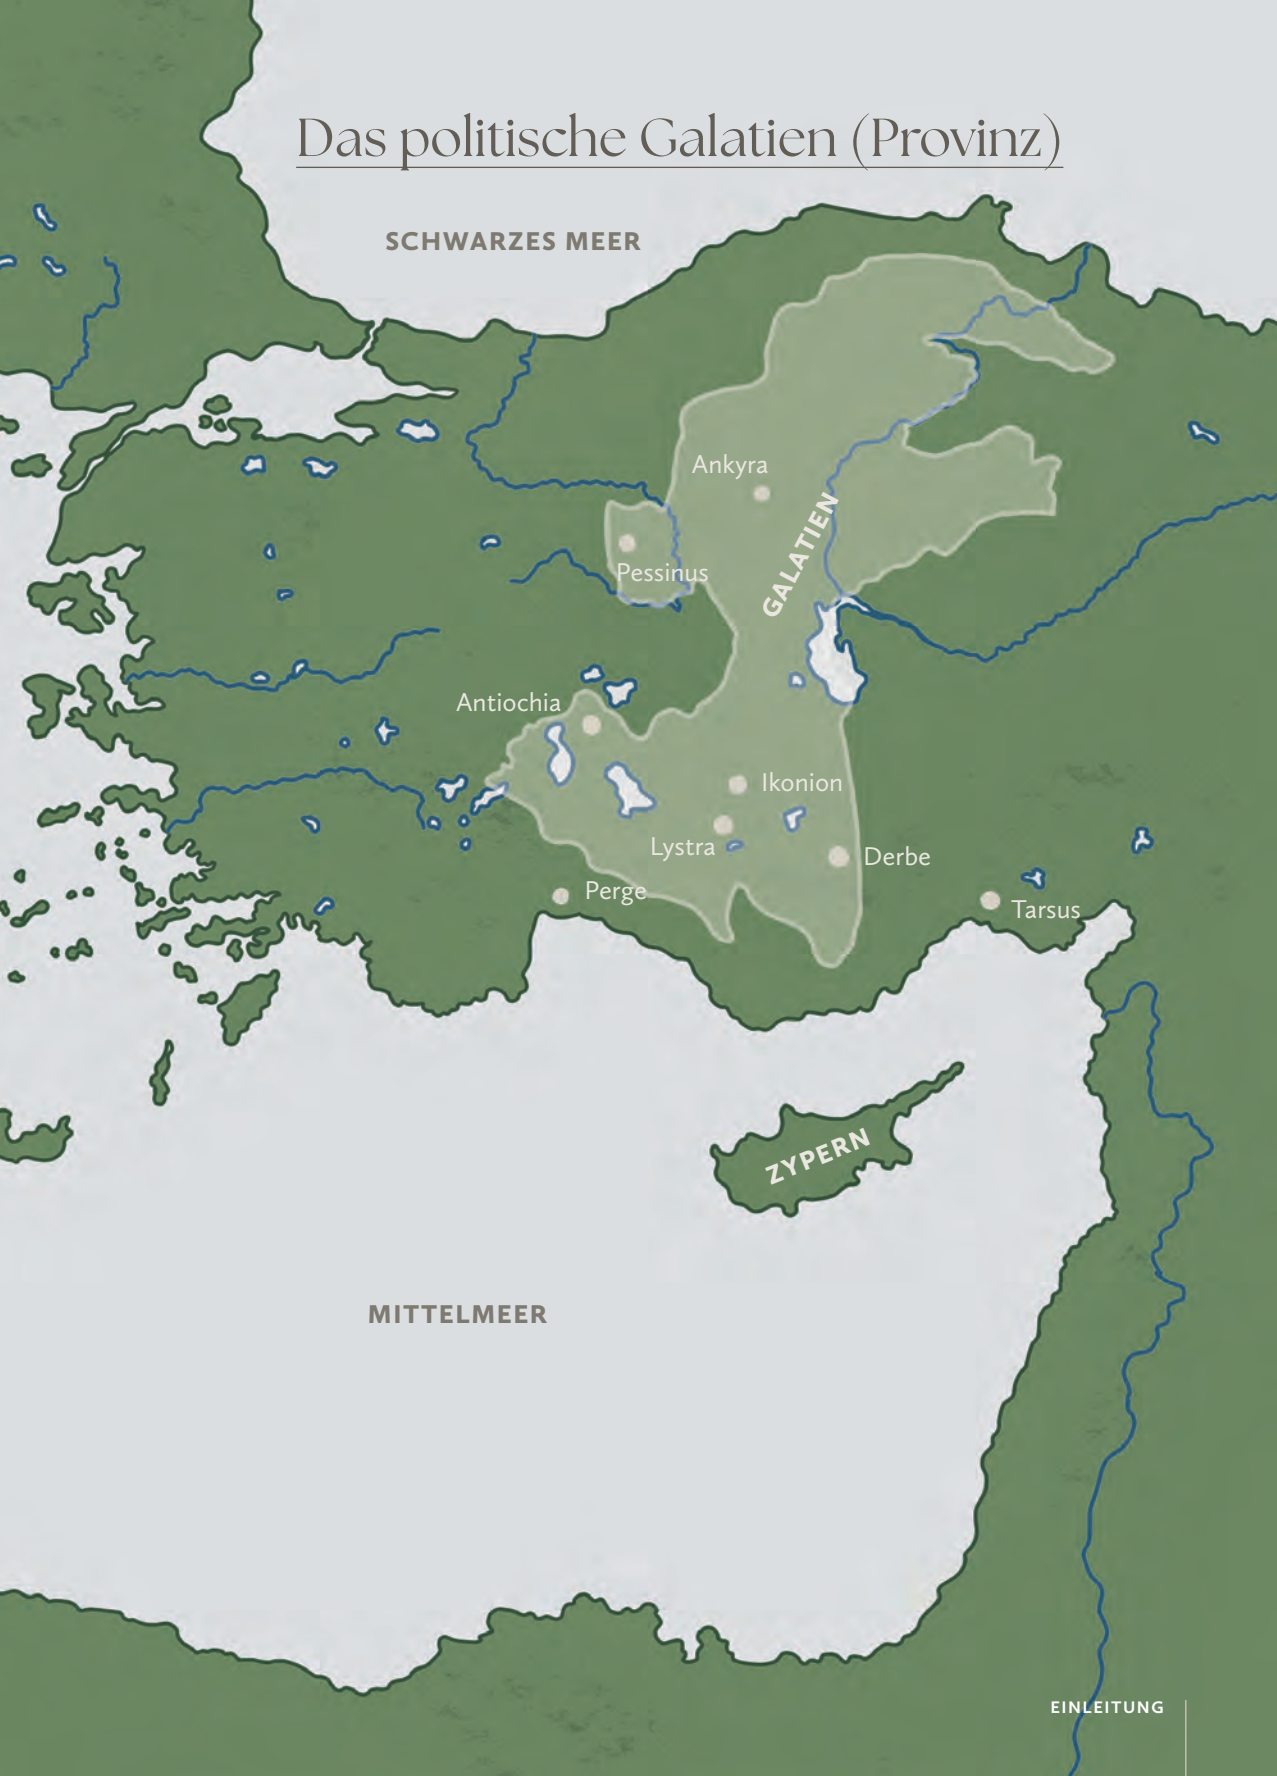 Das politische Galatien (Provinz)
SCHWARZES MEER
Ankyra
GALATIEN
Pessinus
Antiochia
Ikonion
Lystra
Derbe
Perge
Tarsus
ZYPERN
MITTELMEER
EINLEITUNG